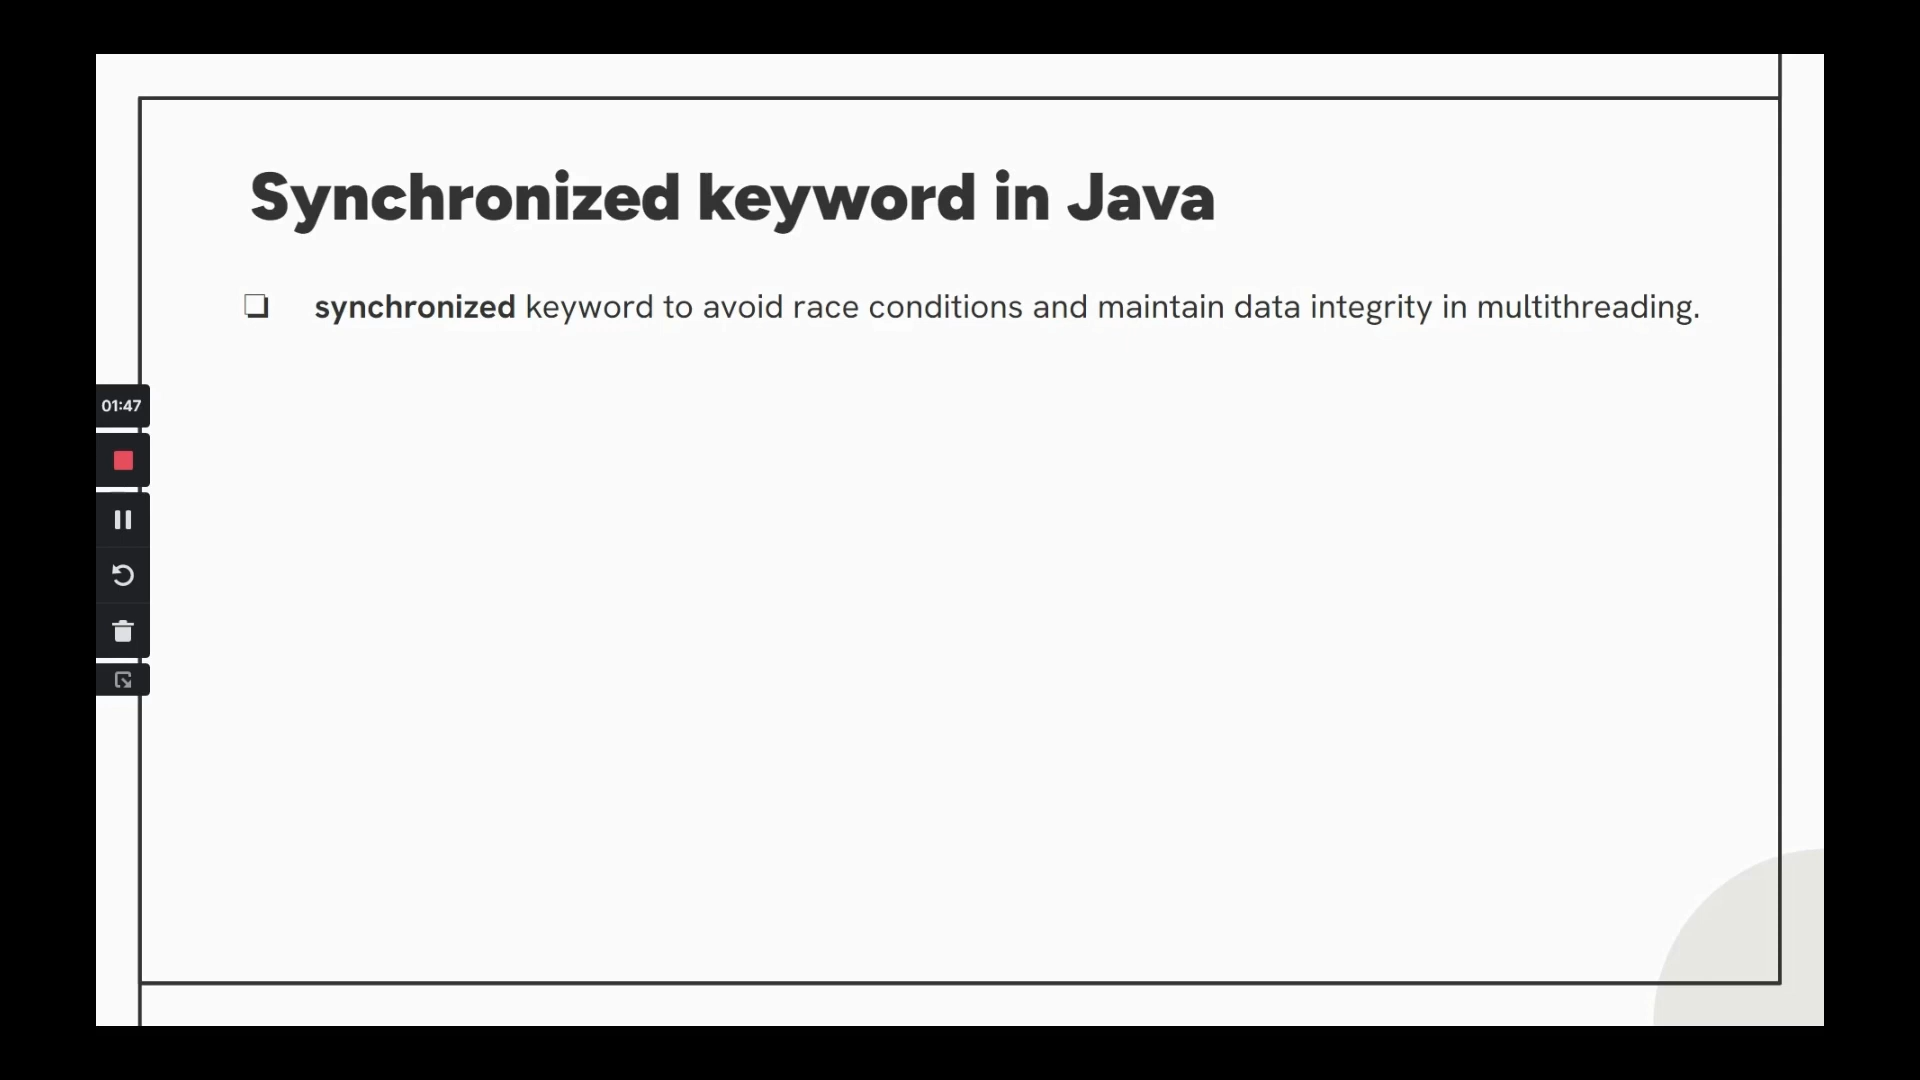 Synchronized keyword in Java
❏ synchronized keyword to avoid race conditions and maintain data integrity in multithreading.
01:47